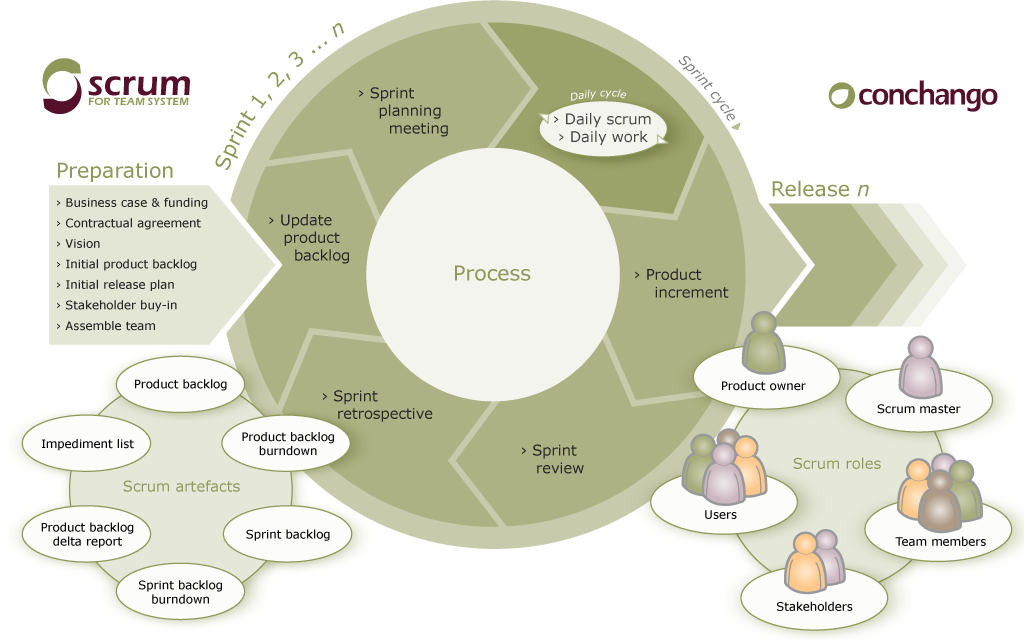 scrum
FOR TEAM SYSTEM
conchango
Sprint 1, 2, 3 ... n
Sprint cycle
Preparation
› Business case & funding
› Contractual agreement
› Vision
› Initial product backlog
› Initial release plan
› Stakeholder buy-in
› Assemble team
› Sprint
planning
meeting
Daily cycle
› Daily scrum
› Daily work
› Update
product
backlog
Process
› Product
increment
› Sprint
retrospective
› Sprint
review
Release n
Product backlog
Impediment list
Product backlog
burndown
Scrum artefacts
Product backlog
delta report
Sprint backlog
Sprint backlog
burndown
Product owner
Scrum master
Scrum roles
Users
Team members
Stakeholders